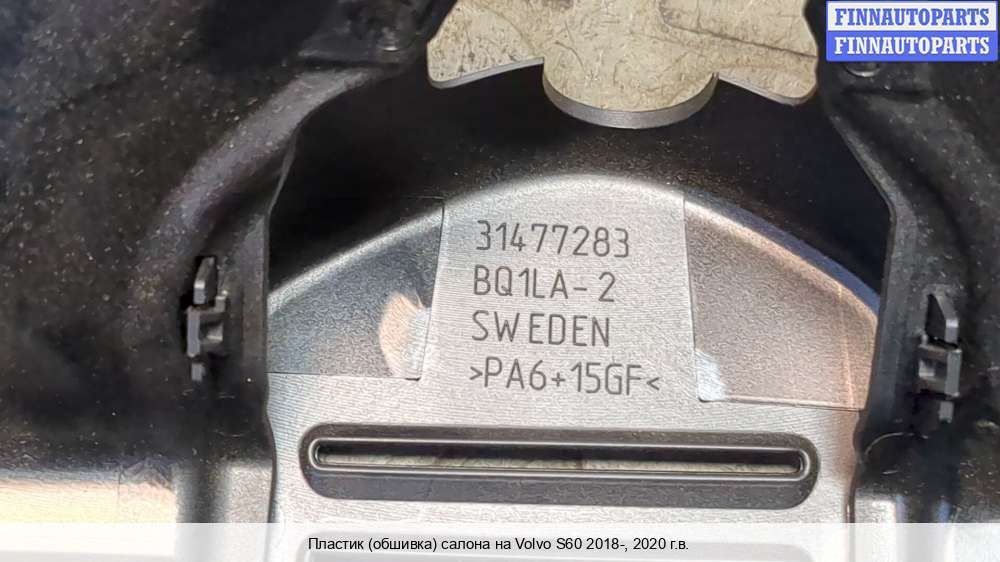 FINNAUTOPARTS
FINNAUTOPARTS
31477283
BQ1LA-2
SWEDEN
>PA6+15GF<
Пластик (обшивка) салона на Volvo S60 2018-, 2020 г.в.